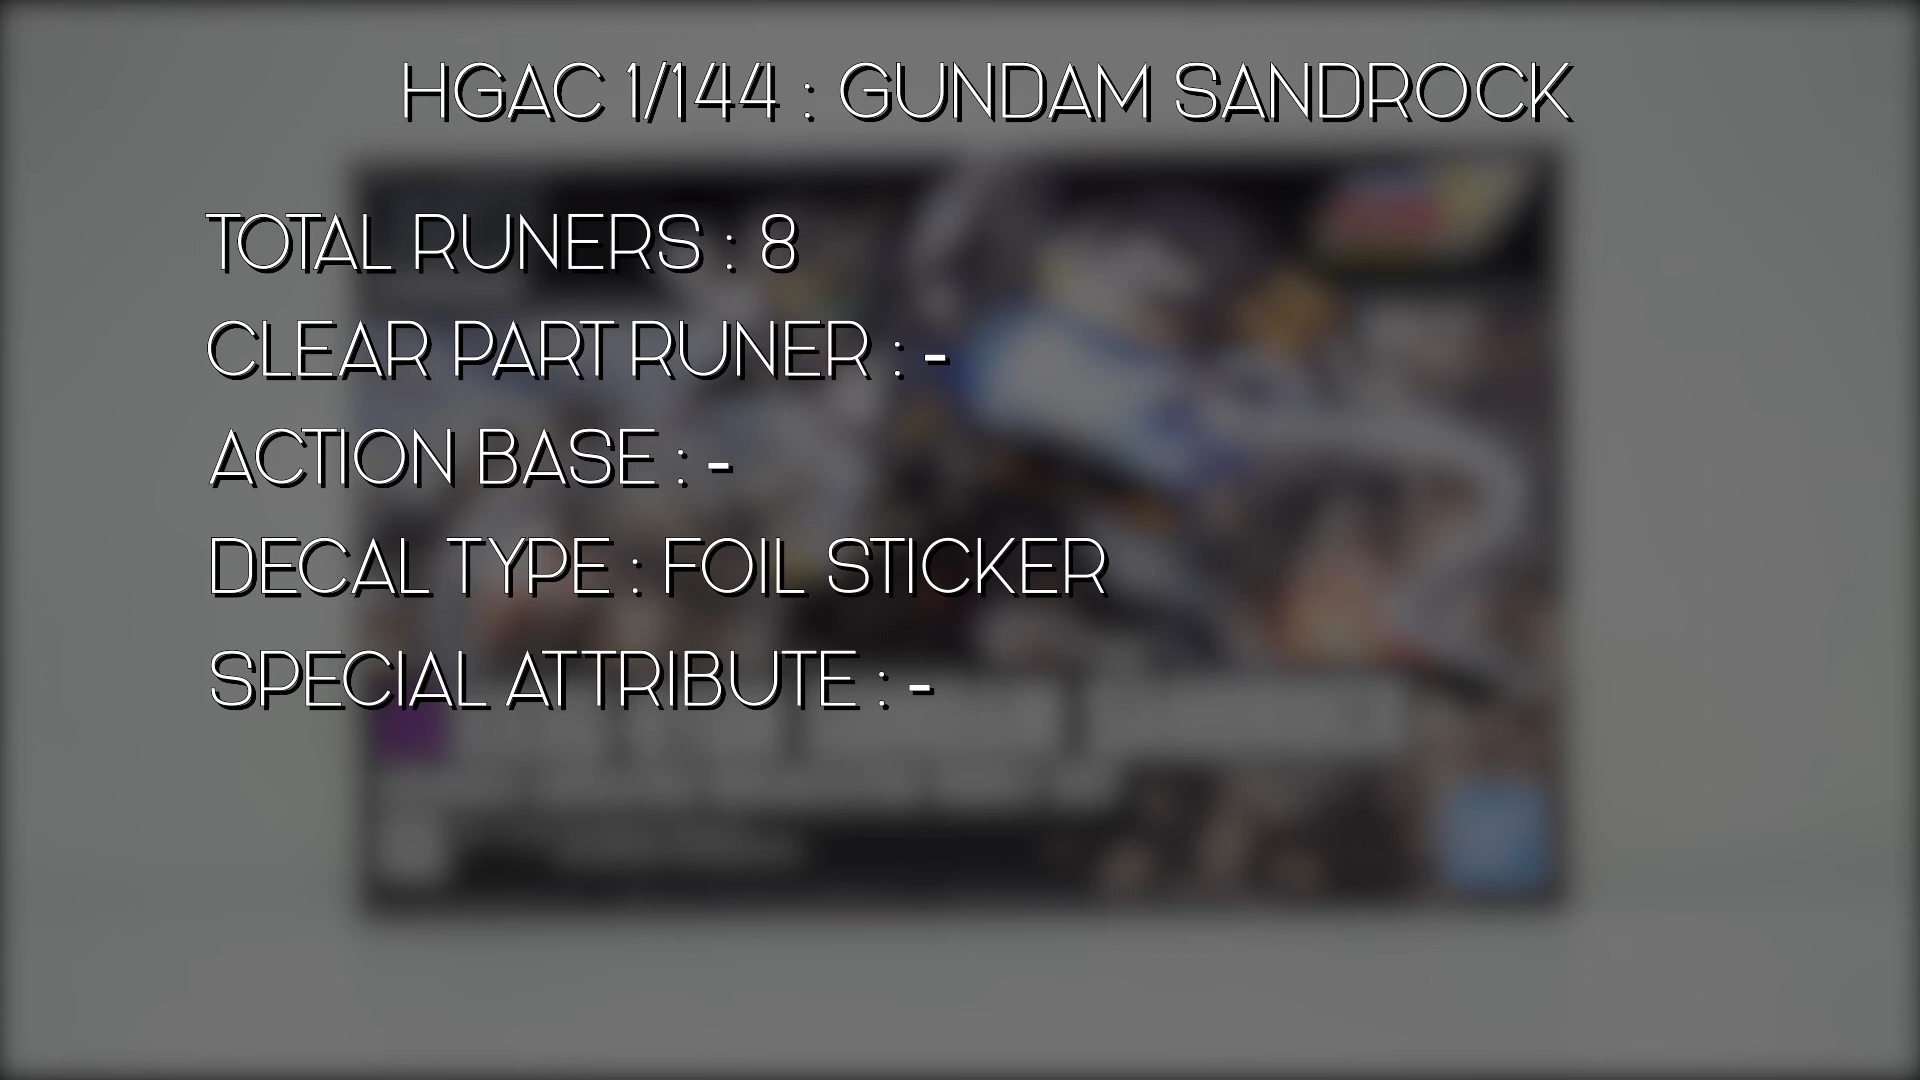 HGAC 1/144 : GUNDAM SANDROCK
TOTAL RUNERS : 8
CLEAR PART RUNER : -
ACTION BASE : -
DECAL TYPE : FOIL STICKER
SPECIAL ATTRIBUTE : -